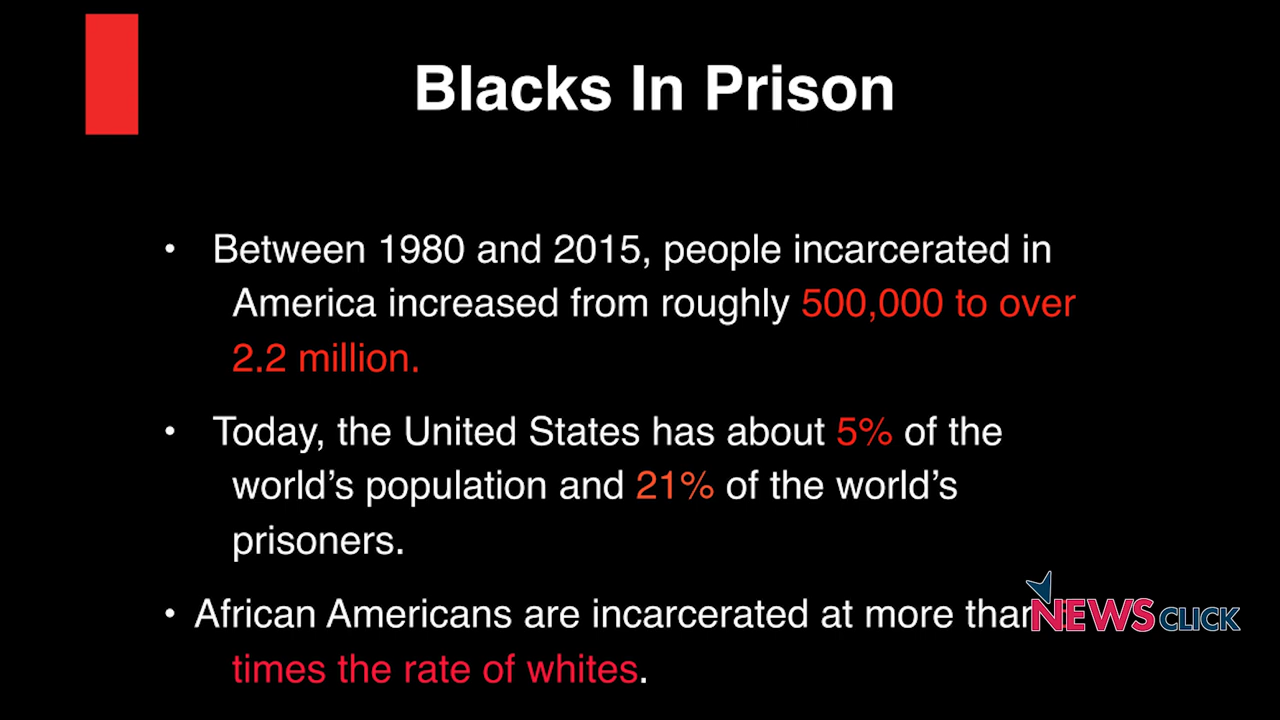 Blacks In Prison
• Between 1980 and 2015, people incarcerated in
America increased from roughly 500,000 to over
2.2 million.
• Today, the United States has about 5% of the
world's population and 21% of the world's
prisoners.
• African Americans are incarcerated at more than
times the rate of whites.
NEWSCLICK